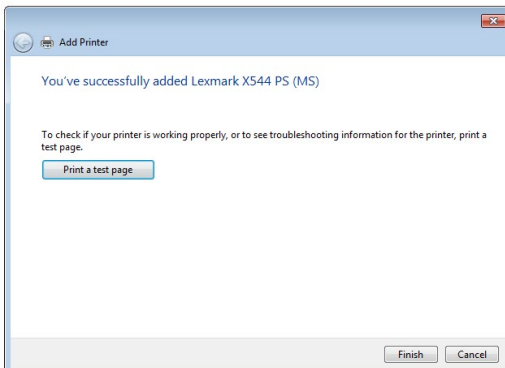 Add Printer
You've successfully added Lexmark X544 PS (MS)
To check if your printer is working properly, or to see troubleshooting information for the printer, print a
test page.
Print a test page
Finish Cancel